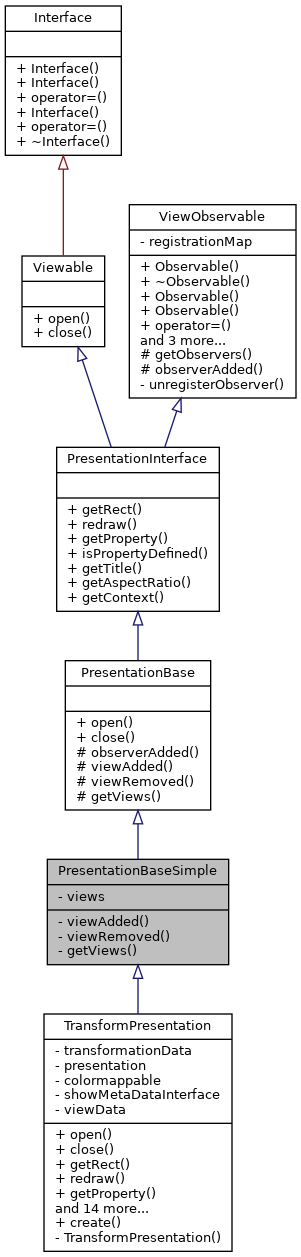 Interface
+ Interface()
+ Interface()
+ operator=()
+ Interface()
+ operator=()
+ ~Interface()
ViewObservable
- registrationMap
+ Observable()
+ ~Observable()
+ Observable()
+ Observable()
+ operator=()
and 3 more...
# getObservers()
# observerAdded()
- unregisterObserver()
Viewable
+ open()
+ close()
PresentationInterface
+ getRect()
+ redraw()
+ getProperty()
+ isPropertyDefined()
+ getTitle()
+ getAspectRatio()
+ getContext()
PresentationBase
+ open()
+ close()
# observerAdded()
# viewAdded()
# viewRemoved()
# getViews()
PresentationBaseSimple
- views
- viewAdded()
- viewRemoved()
- getViews()
TransformPresentation
- transformationData
- presentation
- colormappable
- showMetaDataInterface
- viewData
+ open()
+ close()
+ getRect()
+ redraw()
+ getProperty()
and 14 more...
+ create()
- TransformPresentation()